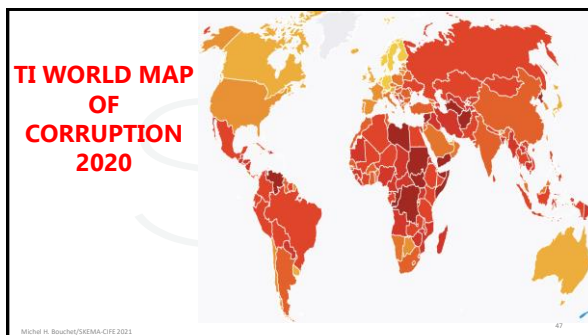 TI WORLD MAP
OF
CORRUPTION
2020
Michel H. Bouchet/SKEMA-CIFE 2021
47